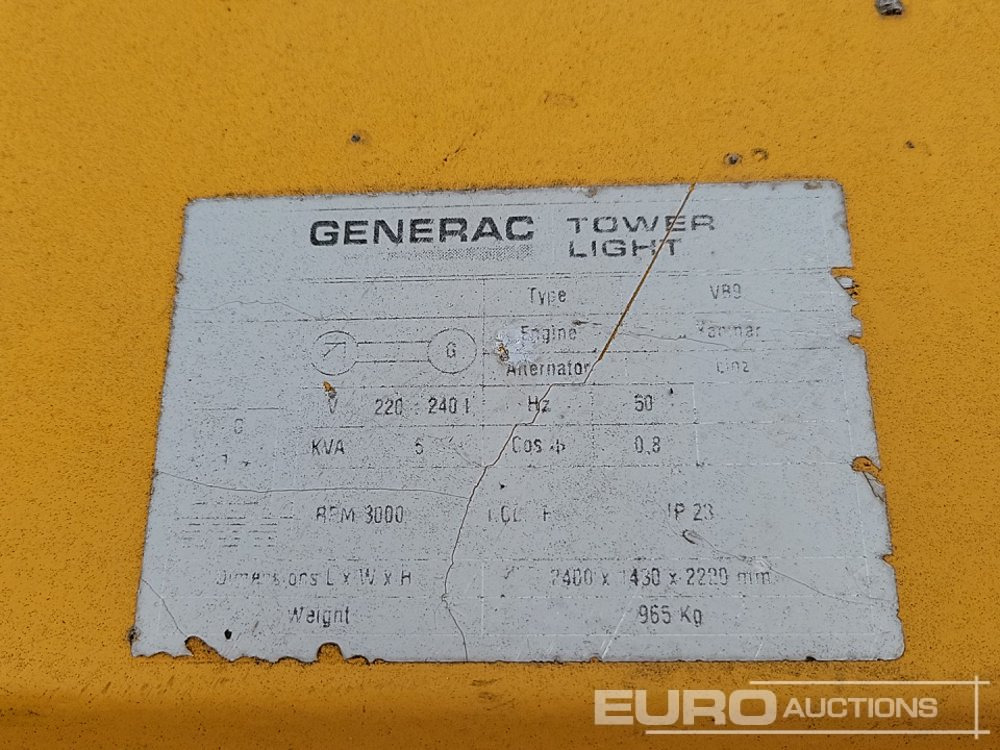 GENERAC TOWER LIGHT
Type VB9
Engine Yanmar
G Alternator Linz
V 220 240 Hz 50
KVA 5 Cos ф 0,8
RPM 3000 IP 23
Dimensions L x W x H 2400 x 1430 x 2200 mm
Weight 965 Kg
EURO AUCTIONS